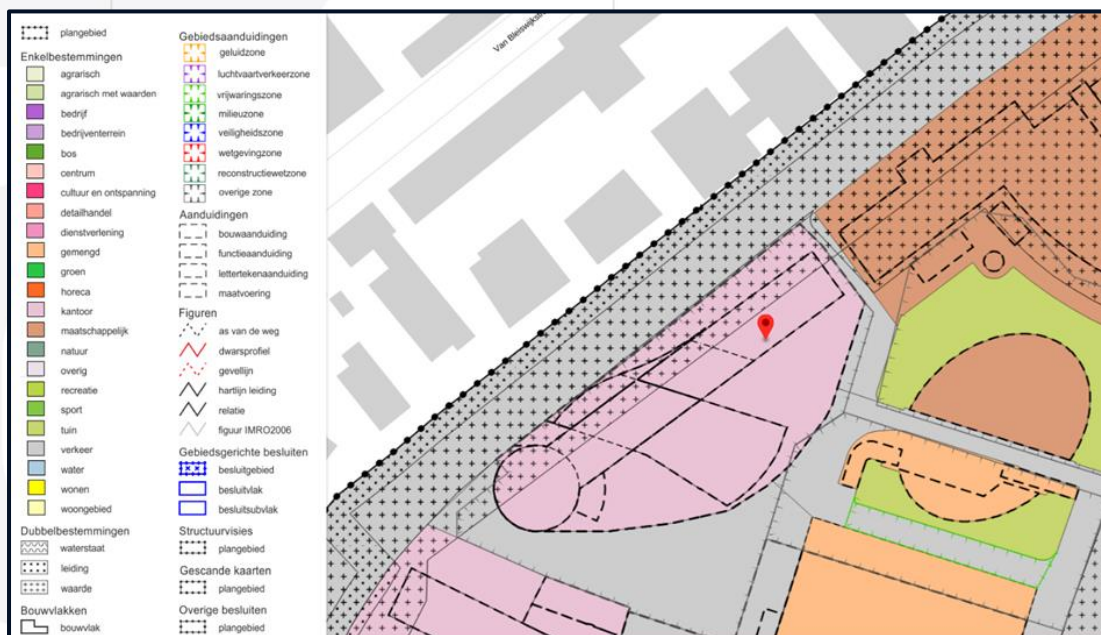 plangebied
Enkelbestemmingen
agrarisch
agrarisch met waarden
bedrijf
bedrijventerrein
bos
centrum
cultuur en ontspanning
detailhandel
dienstverlening
gemengd
groen
horeca
kantoor
maatschappelijk
natuur
overig
recreatie
sport
tuin
verkeer
water
wonen
woongebied
Dubbelbestemmingen
waterstaat
leiding
waarde
Bouwvlakken
bouwvlak
Gebiedsaanduidingen
geluidzone
luchtvaartverkeerzone
vrijwaringszone
milieuzone
veiligheidszone
wetgevingzone
reconstructiewetzone
overige zone
Aanduidingen
bouwaanduiding
functieaanduiding
lettertekenaanduiding
maatvoering
Figuren
as van de weg
dwarsprofiel
gevellijn
hartlijn leiding
relatie
figuur IMRO2006
Gebiedsgerichte besluiten
besluitgebied
besluitvlak
besluitsubvlak
Structuurvisies
plangebied
Gescande kaarten
plangebied
Overige besluiten
plangebied